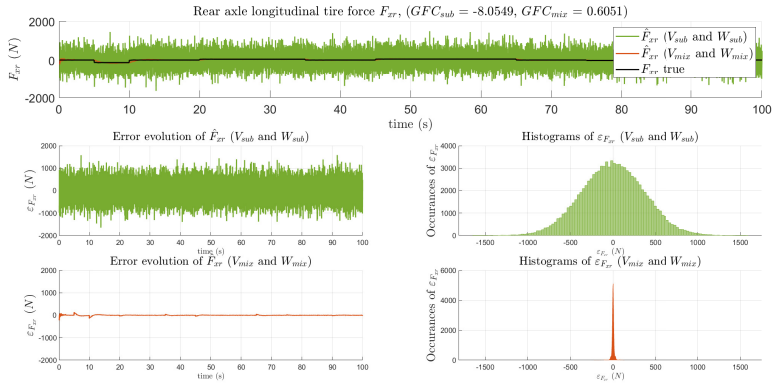 Rear axle longitudinal tire force F_xr, (GFC_sub = -8.0549, GFC_mix = 0.6051)
2000
0
-2000
F_xr (N)
F̂_xr (V_sub and W_sub)
F̂_xr (V_mix and W_mix)
F_xr true
0 10 20 30 40 50 60 70 80 90 100
time (s)
Error evolution of F̂_xr (V_sub and W_sub)
2000
1000
0
-1000
-2000
ε_F_xr (N)
0 10 20 30 40 50 60 70 80 90 100
time (s)
Histograms of ε_F_xr (V_sub and W_sub)
4000
3000
2000
1000
0
Occurances of ε_F_xr
-1500 -1000 -500 0 500 1000 1500
ε_F_xr (N)
Error evolution of F̂_xr (V_mix and W_mix)
2000
1000
0
-1000
-2000
ε_F_xr (N)
0 10 20 30 40 50 60 70 80 90 100
time (s)
Histograms of ε_F_xr (V_mix and W_mix)
6000
4000
2000
0
Occurances of ε_F_xr
-1500 -1000 -500 0 500 1000 1500
ε_F_xr (N)